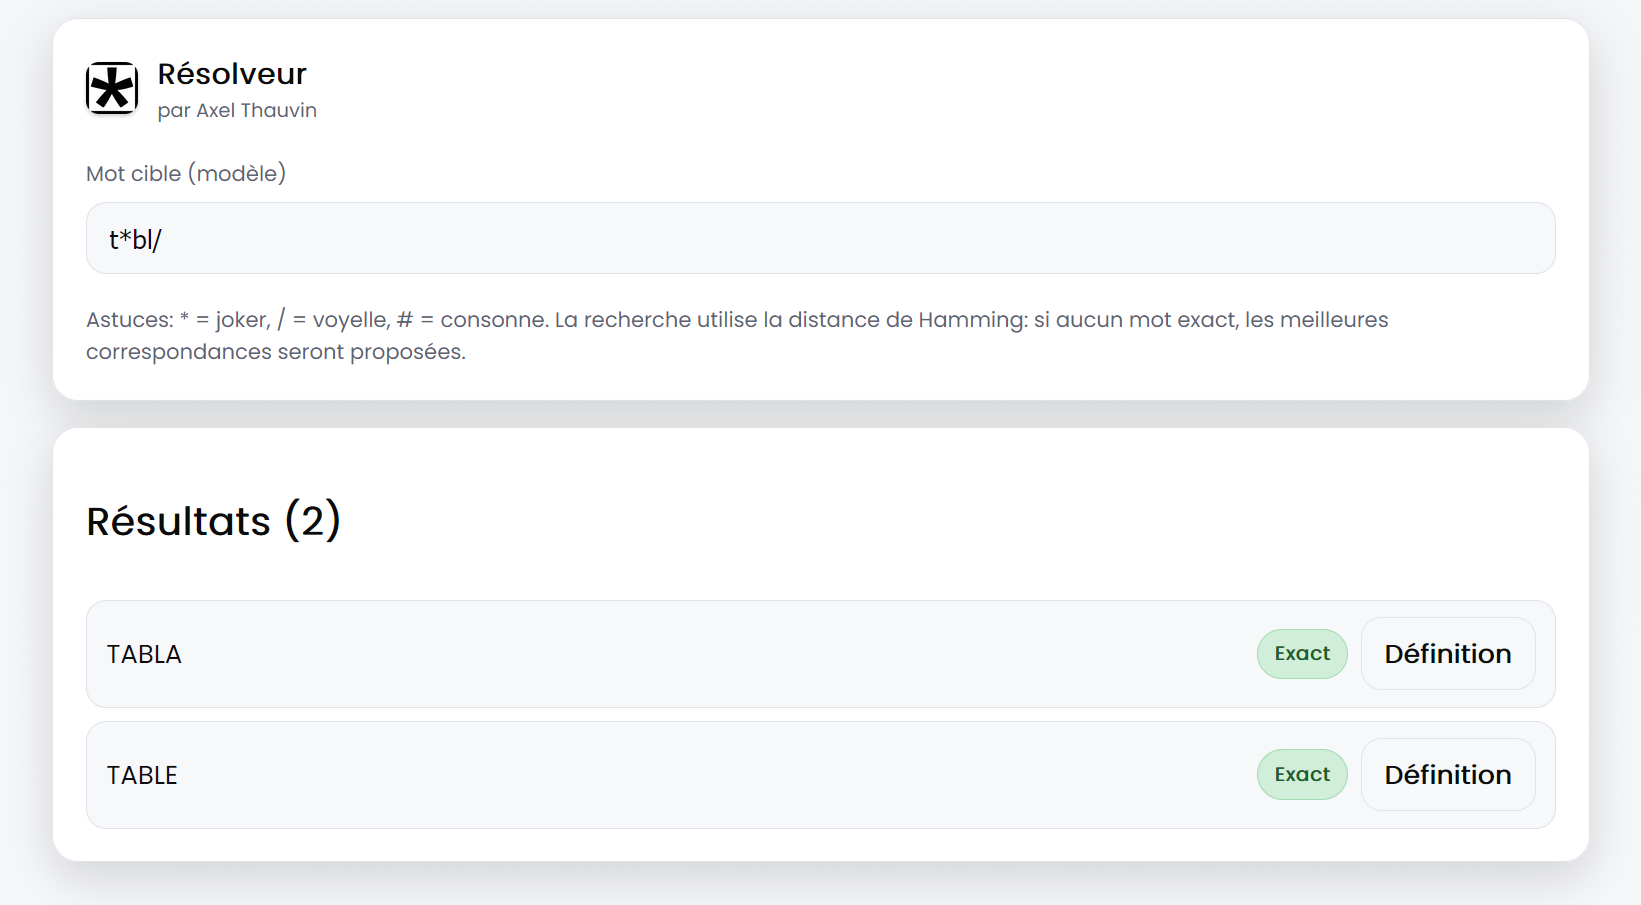 Résolveur
par Axel Thauvin
Mot cible (modèle)
t*bl/
Astuces: * = joker, / = voyelle, # = consonne. La recherche utilise la distance de Hamming: si aucun mot exact, les meilleures
correspondances seront proposées.
Résultats (2)
TABLA Exact Définition
TABLE Exact Définition